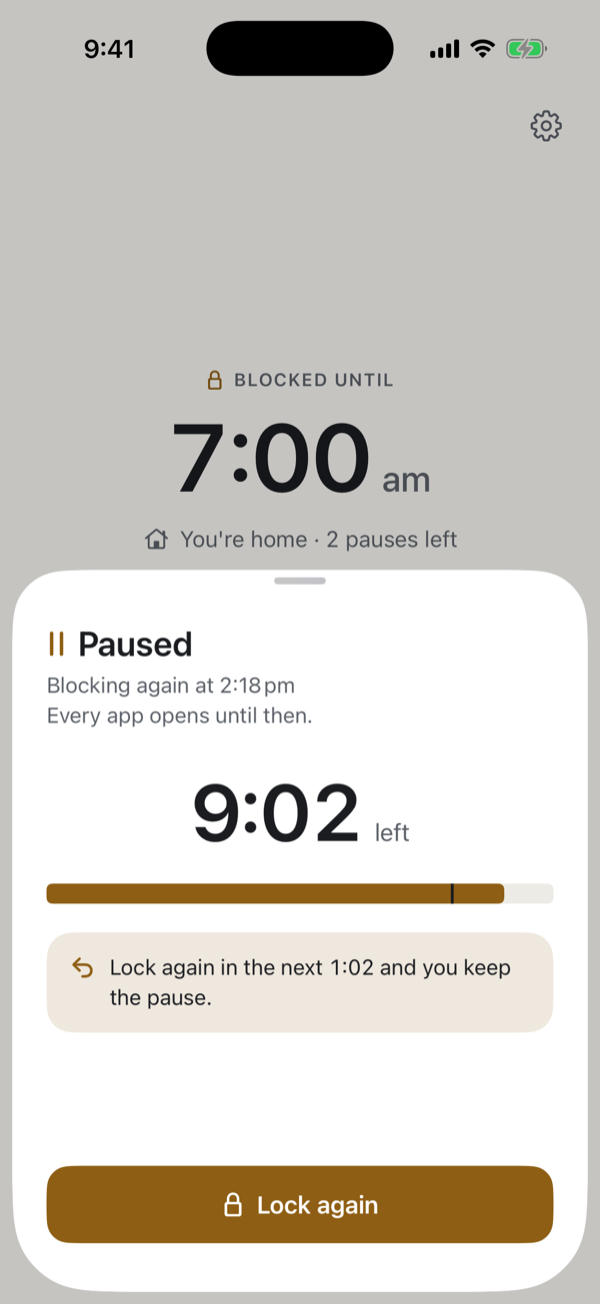 9:41
BLOCKED UNTIL
7:00 am
You're home · 2 pauses left
Paused
Blocking again at 2:18 pm
Every app opens until then.
9:02 left
Lock again in the next 1:02 and you keep
the pause.
Lock again